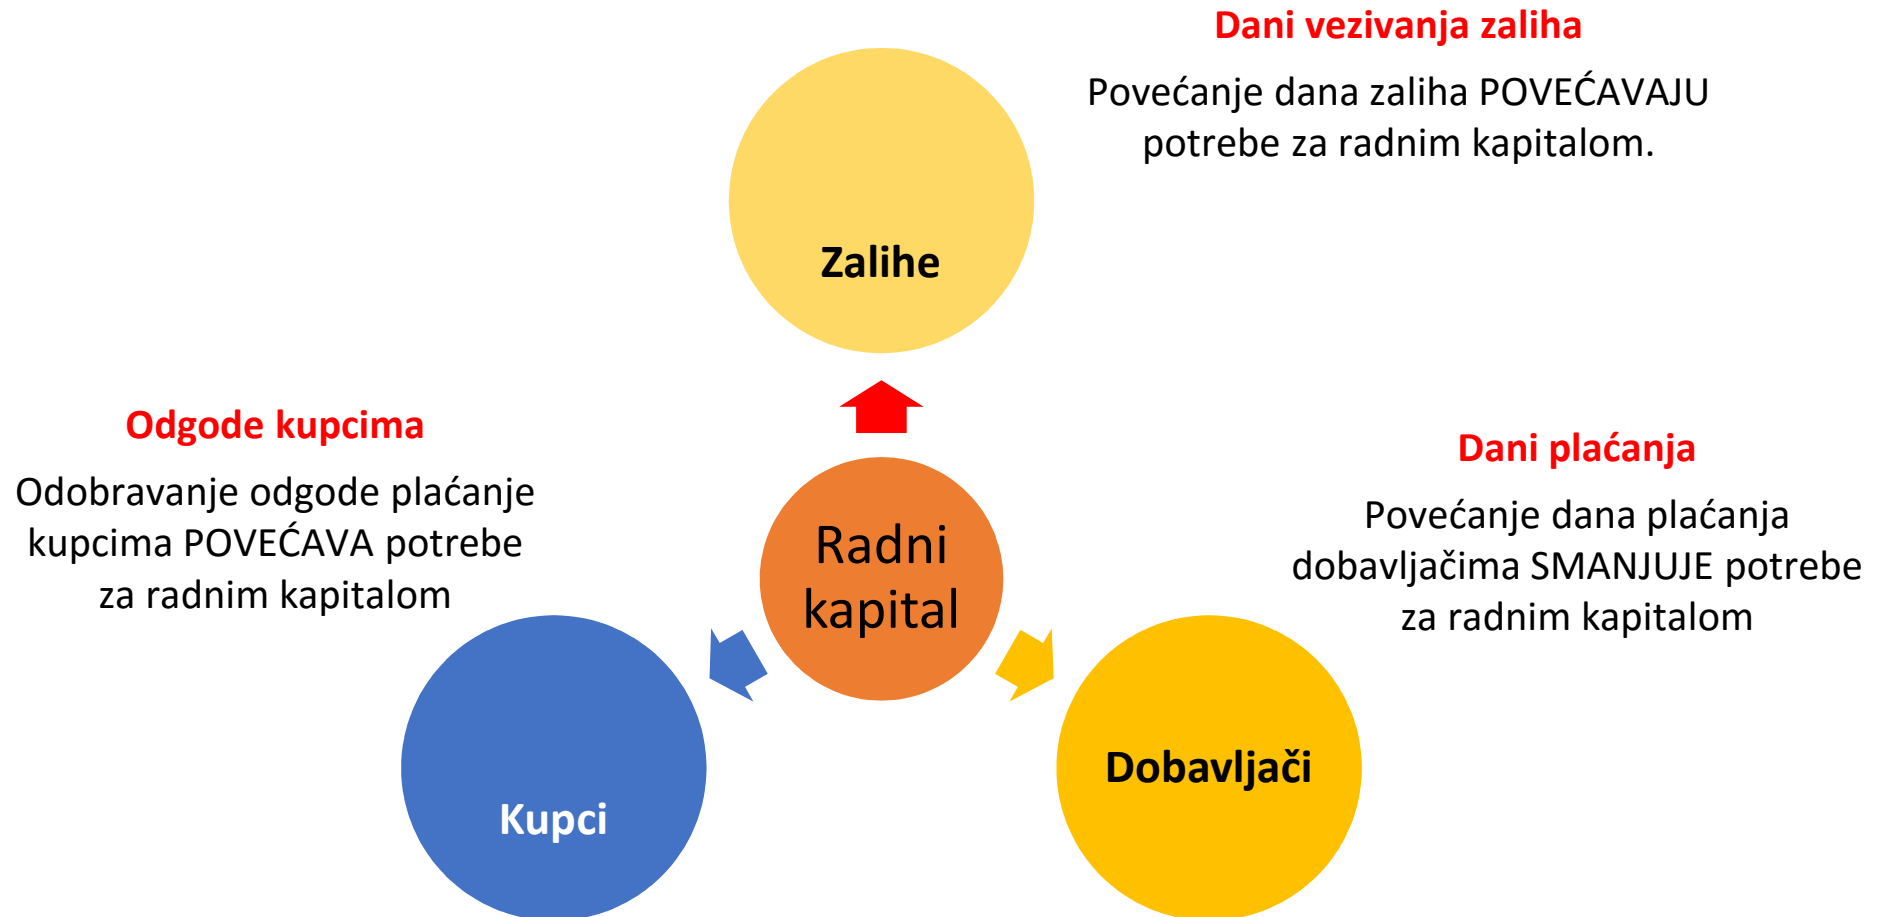 Dani vezivanja zaliha
Povećanje dana zaliha POVEĆAVAJU
potrebe za radnim kapitalom.
Zalihe
Odgode kupcima
Odobravanje odgode plaćanje
kupcima POVEĆAVA potrebe
za radnim kapitalom
Radni
kapital
Dani plaćanja
Povećanje dana plaćanja
dobavljačima SMANJUJE potrebe
za radnim kapitalom
Kupci
Dobavljači